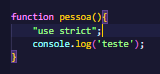 function pessoa(){
    "use strict";
    console.log('teste');
}